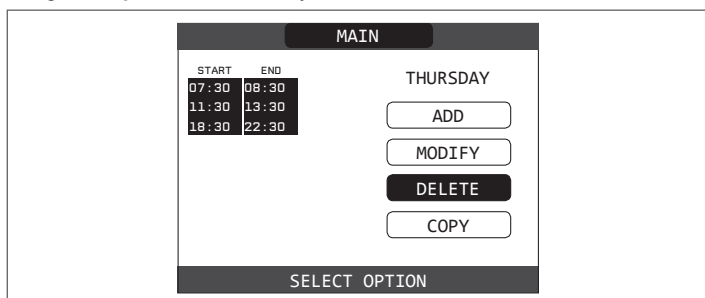 MAIN
START END
07:30 08:30
11:30 13:30
18:30 22:30
THURSDAY
ADD
MODIFY
DELETE
COPY
SELECT OPTION